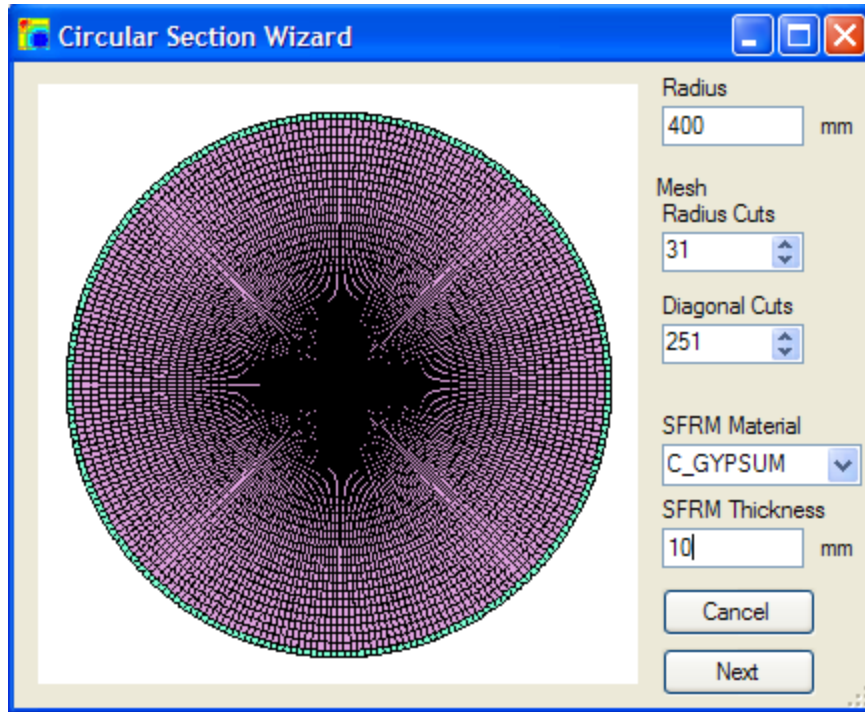 Circular Section Wizard
Radius
400 mm
Mesh
Radius Cuts
31
Diagonal Cuts
251
SFRM Material
C_GYPSUM
SFRM Thickness
10 mm
Cancel
Next